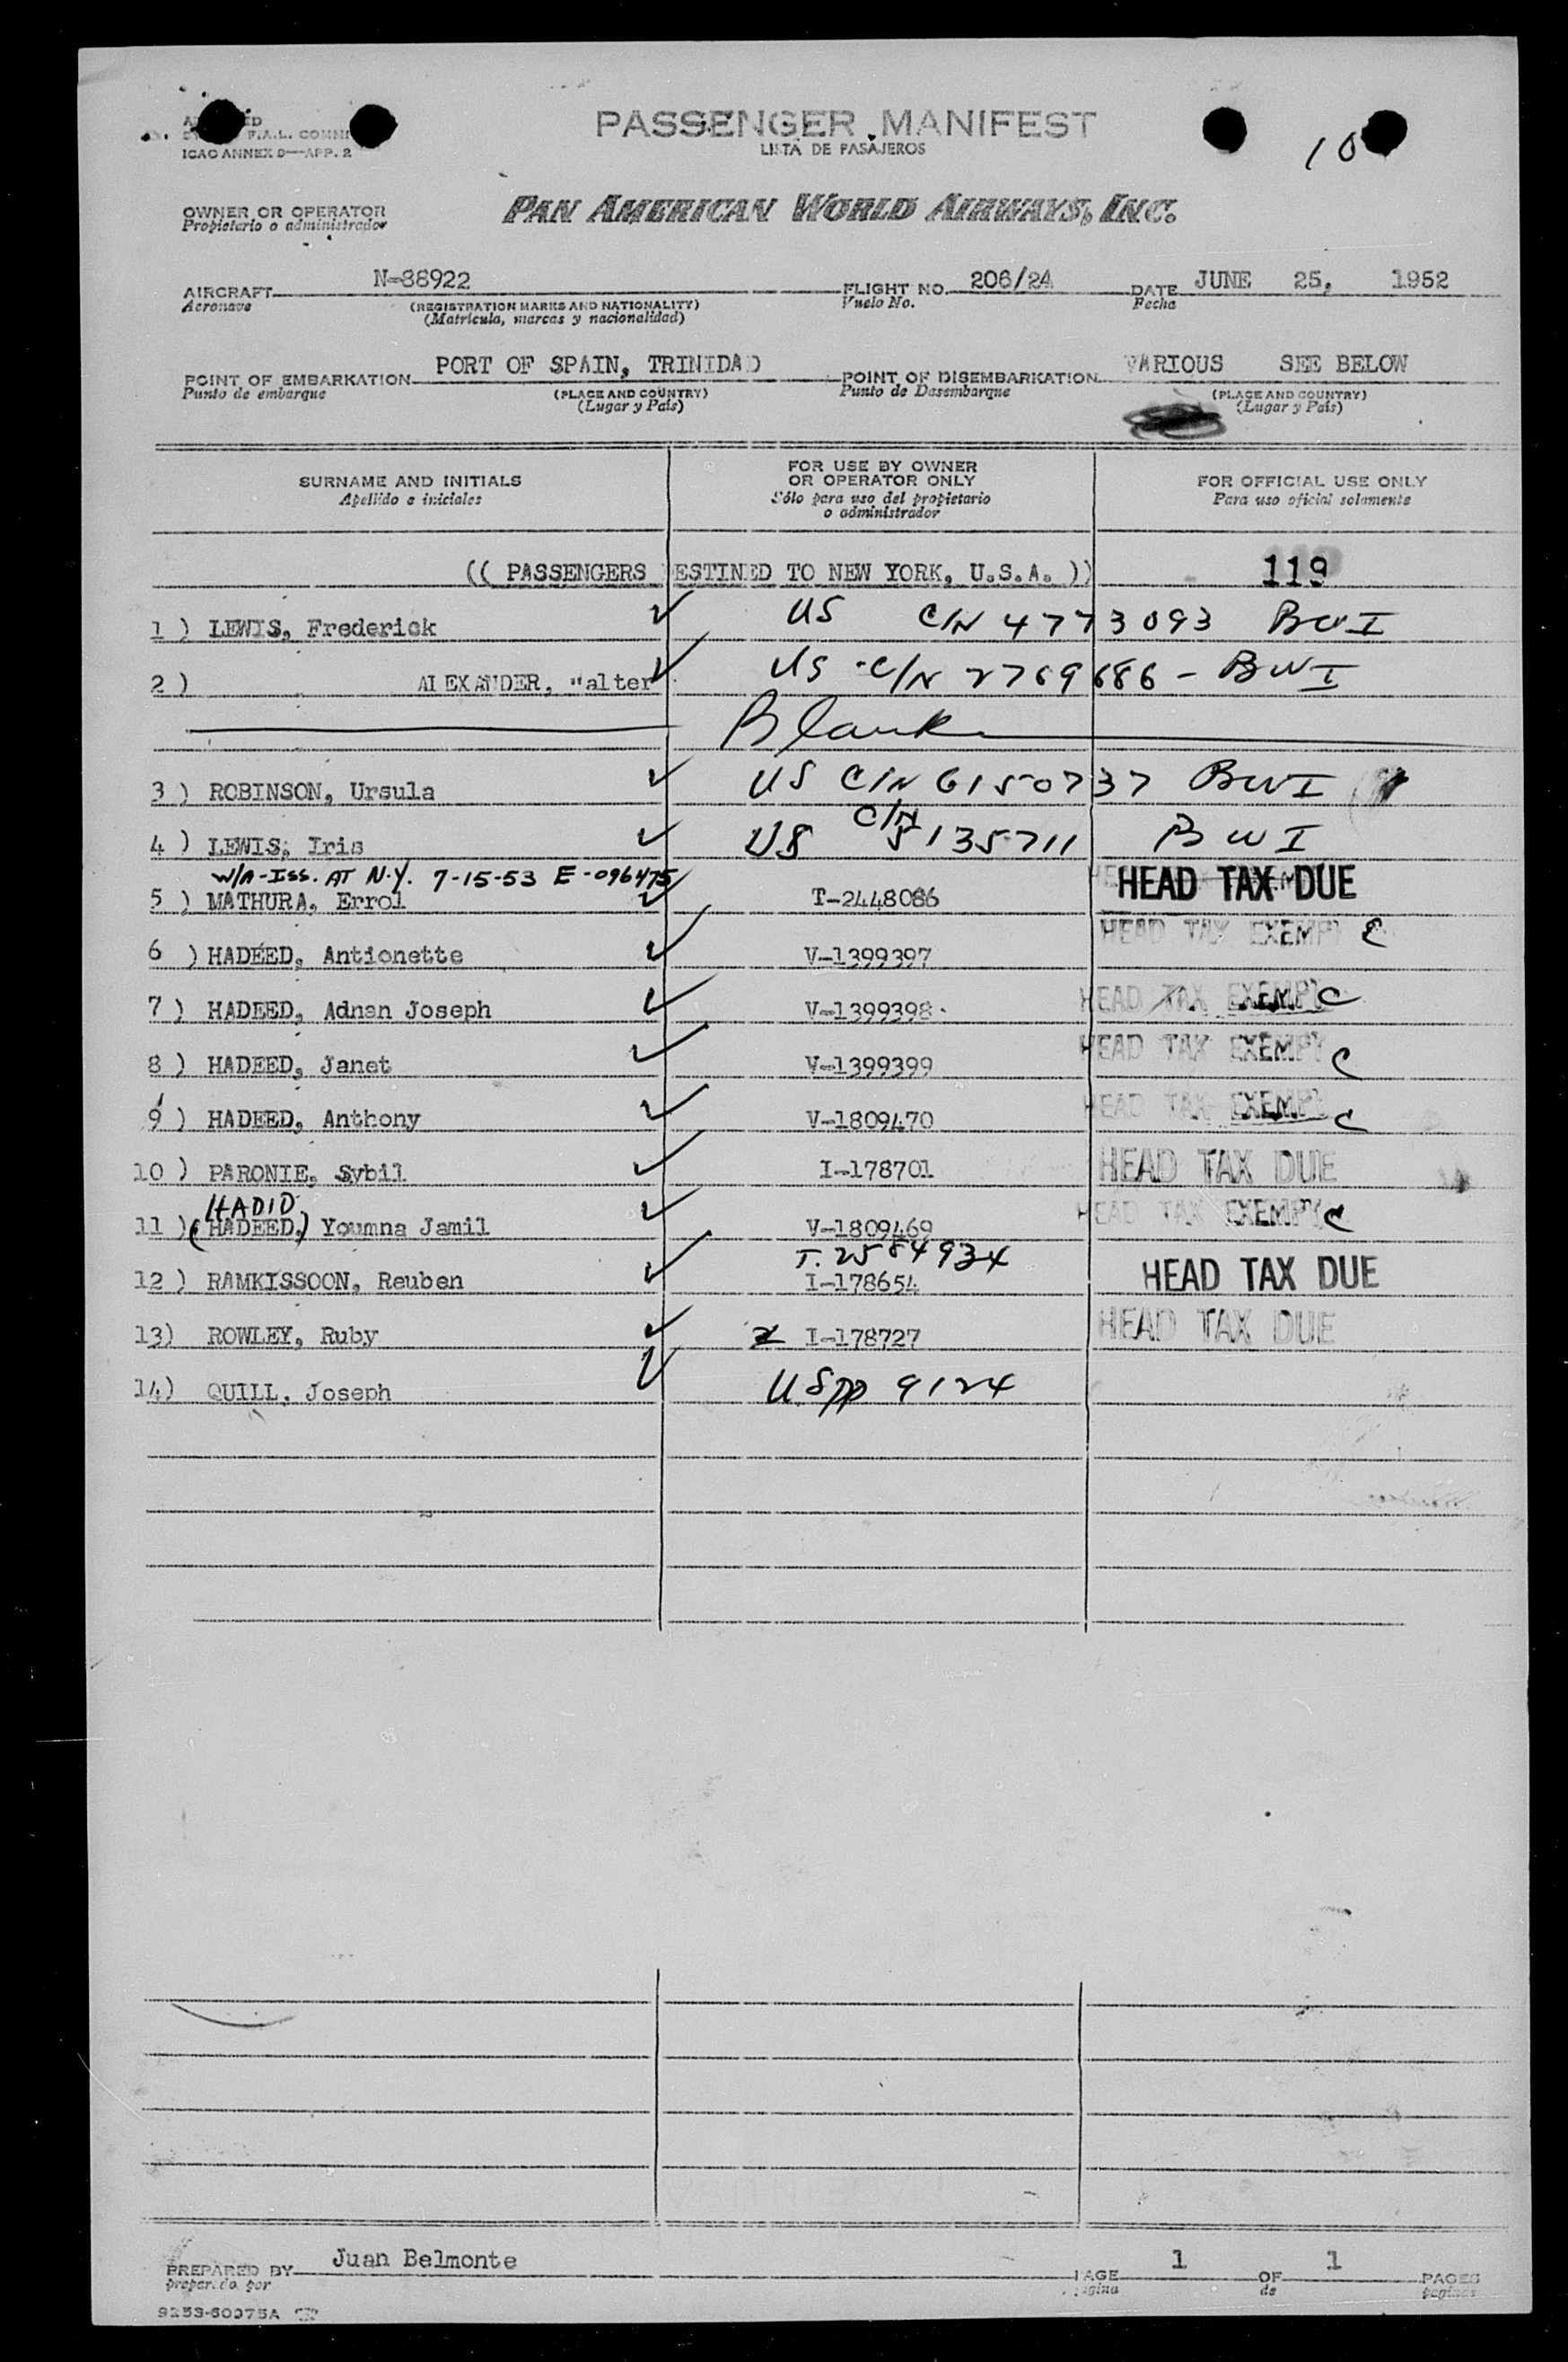 F.A.L. COMMI
ICAO ANNEX 9—APP. 2
PASSENGER MANIFEST
LISTA DE PASAJEROS
10
OWNER OR OPERATOR
Propietario o administrador
PAN AMERICAN WORLD AIRWAYS, INC.
AIRCRAFT N-88922 FLIGHT NO. 206/24 DATE JUNE 25, 1952
Aeronave (REGISTRATION MARKS AND NATIONALITY) Vuelo No. Fecha
(Matrícula, marcas y nacionalidad)
POINT OF EMBARKATION PORT OF SPAIN, TRINIDAD POINT OF DISEMBARKATION VARIOUS SEE BELOW
Punto de embarque (PLACE AND COUNTRY) Punto de Desembarque (PLACE AND COUNTRY)
(Lugar y País) (Lugar y País)
SURNAME AND INITIALS FOR USE BY OWNER OR OPERATOR ONLY FOR OFFICIAL USE ONLY
Apellido e iniciales Sólo para uso del propietario o administrador Para uso oficial solamente
(( PASSENGERS DESTINED TO NEW YORK, U.S.A. )) 119
1 ) LEWIS, Frederick US C/N 4773093 BWI
2 ) ALEXANDER, "alter US C/N 2769686 - BWI
Blank
3 ) ROBINSON, Ursula US C/N 6150737 BWI
4 ) LEWIS, Iris US C/N 5135711 BWI
W/A-ISS. AT N.Y. 7-15-53 E-096475
5 ) MATHURA, Errol T-2448086 HEAD TAX DUE
6 ) HADEED, Antionette V-1399397 HEAD TAX EXEMPT C
7 ) HADEED, Adnan Joseph V-1399398 HEAD TAX EXEMPT C
8 ) HADEED, Janet V-1399399 HEAD TAX EXEMPT C
9 ) HADEED, Anthony V-1809470 HEAD TAX EXEMPT C
10 ) PARONIE, Sybil I-178701 HEAD TAX DUE
HADID
11 ) (HADEED,) Youmna Jamil V-1809469 HEAD TAX EXEMPT C
T. 2584934
12 ) RAMKISSOON, Reuben I-178654 HEAD TAX DUE
13) ROWLEY, Ruby I-178727 HEAD TAX DUE
14) QUILL, Joseph USpp 9124
PREPARED BY Juan Belmonte PAGE 1 OF 1 PAGES
preparado por página de paginas
9253-60075A